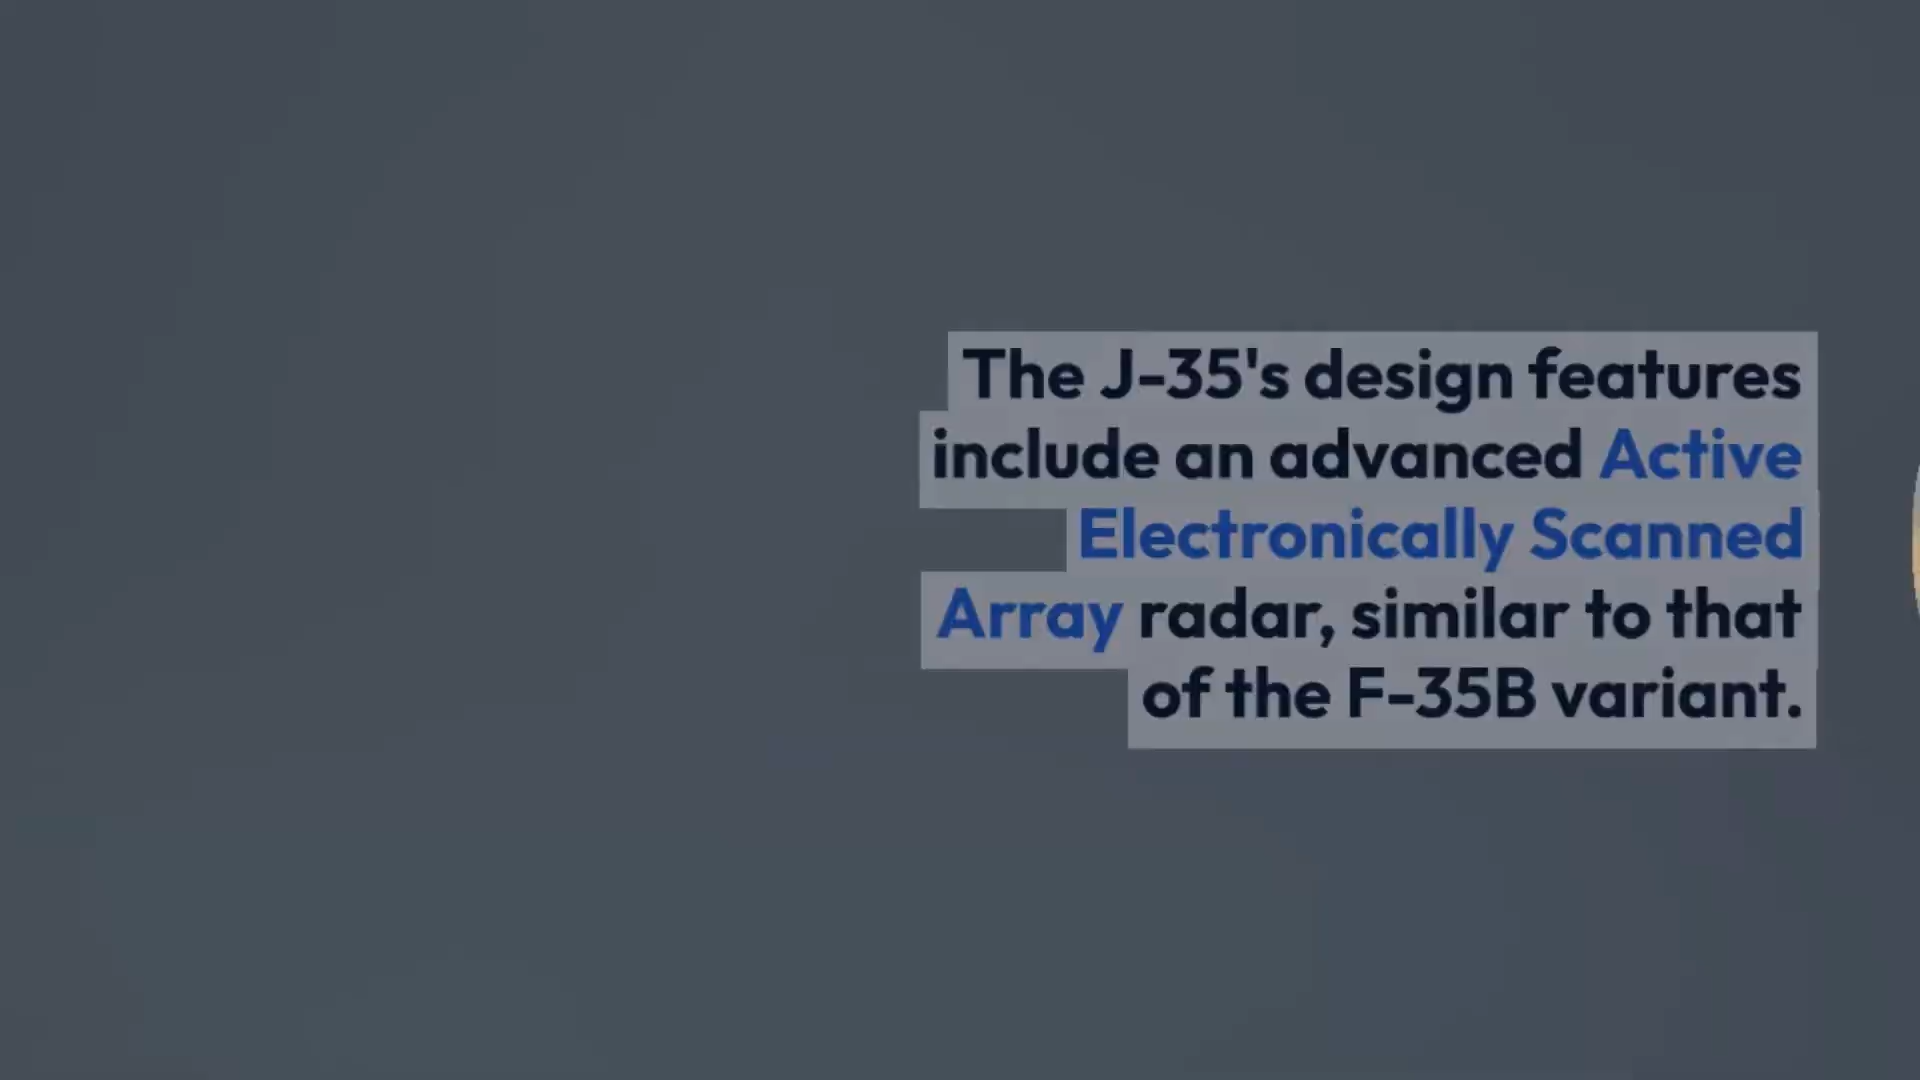 The J-35's design features
include an advanced Active
Electronically Scanned
Array radar, similar to that
of the F-35B variant.